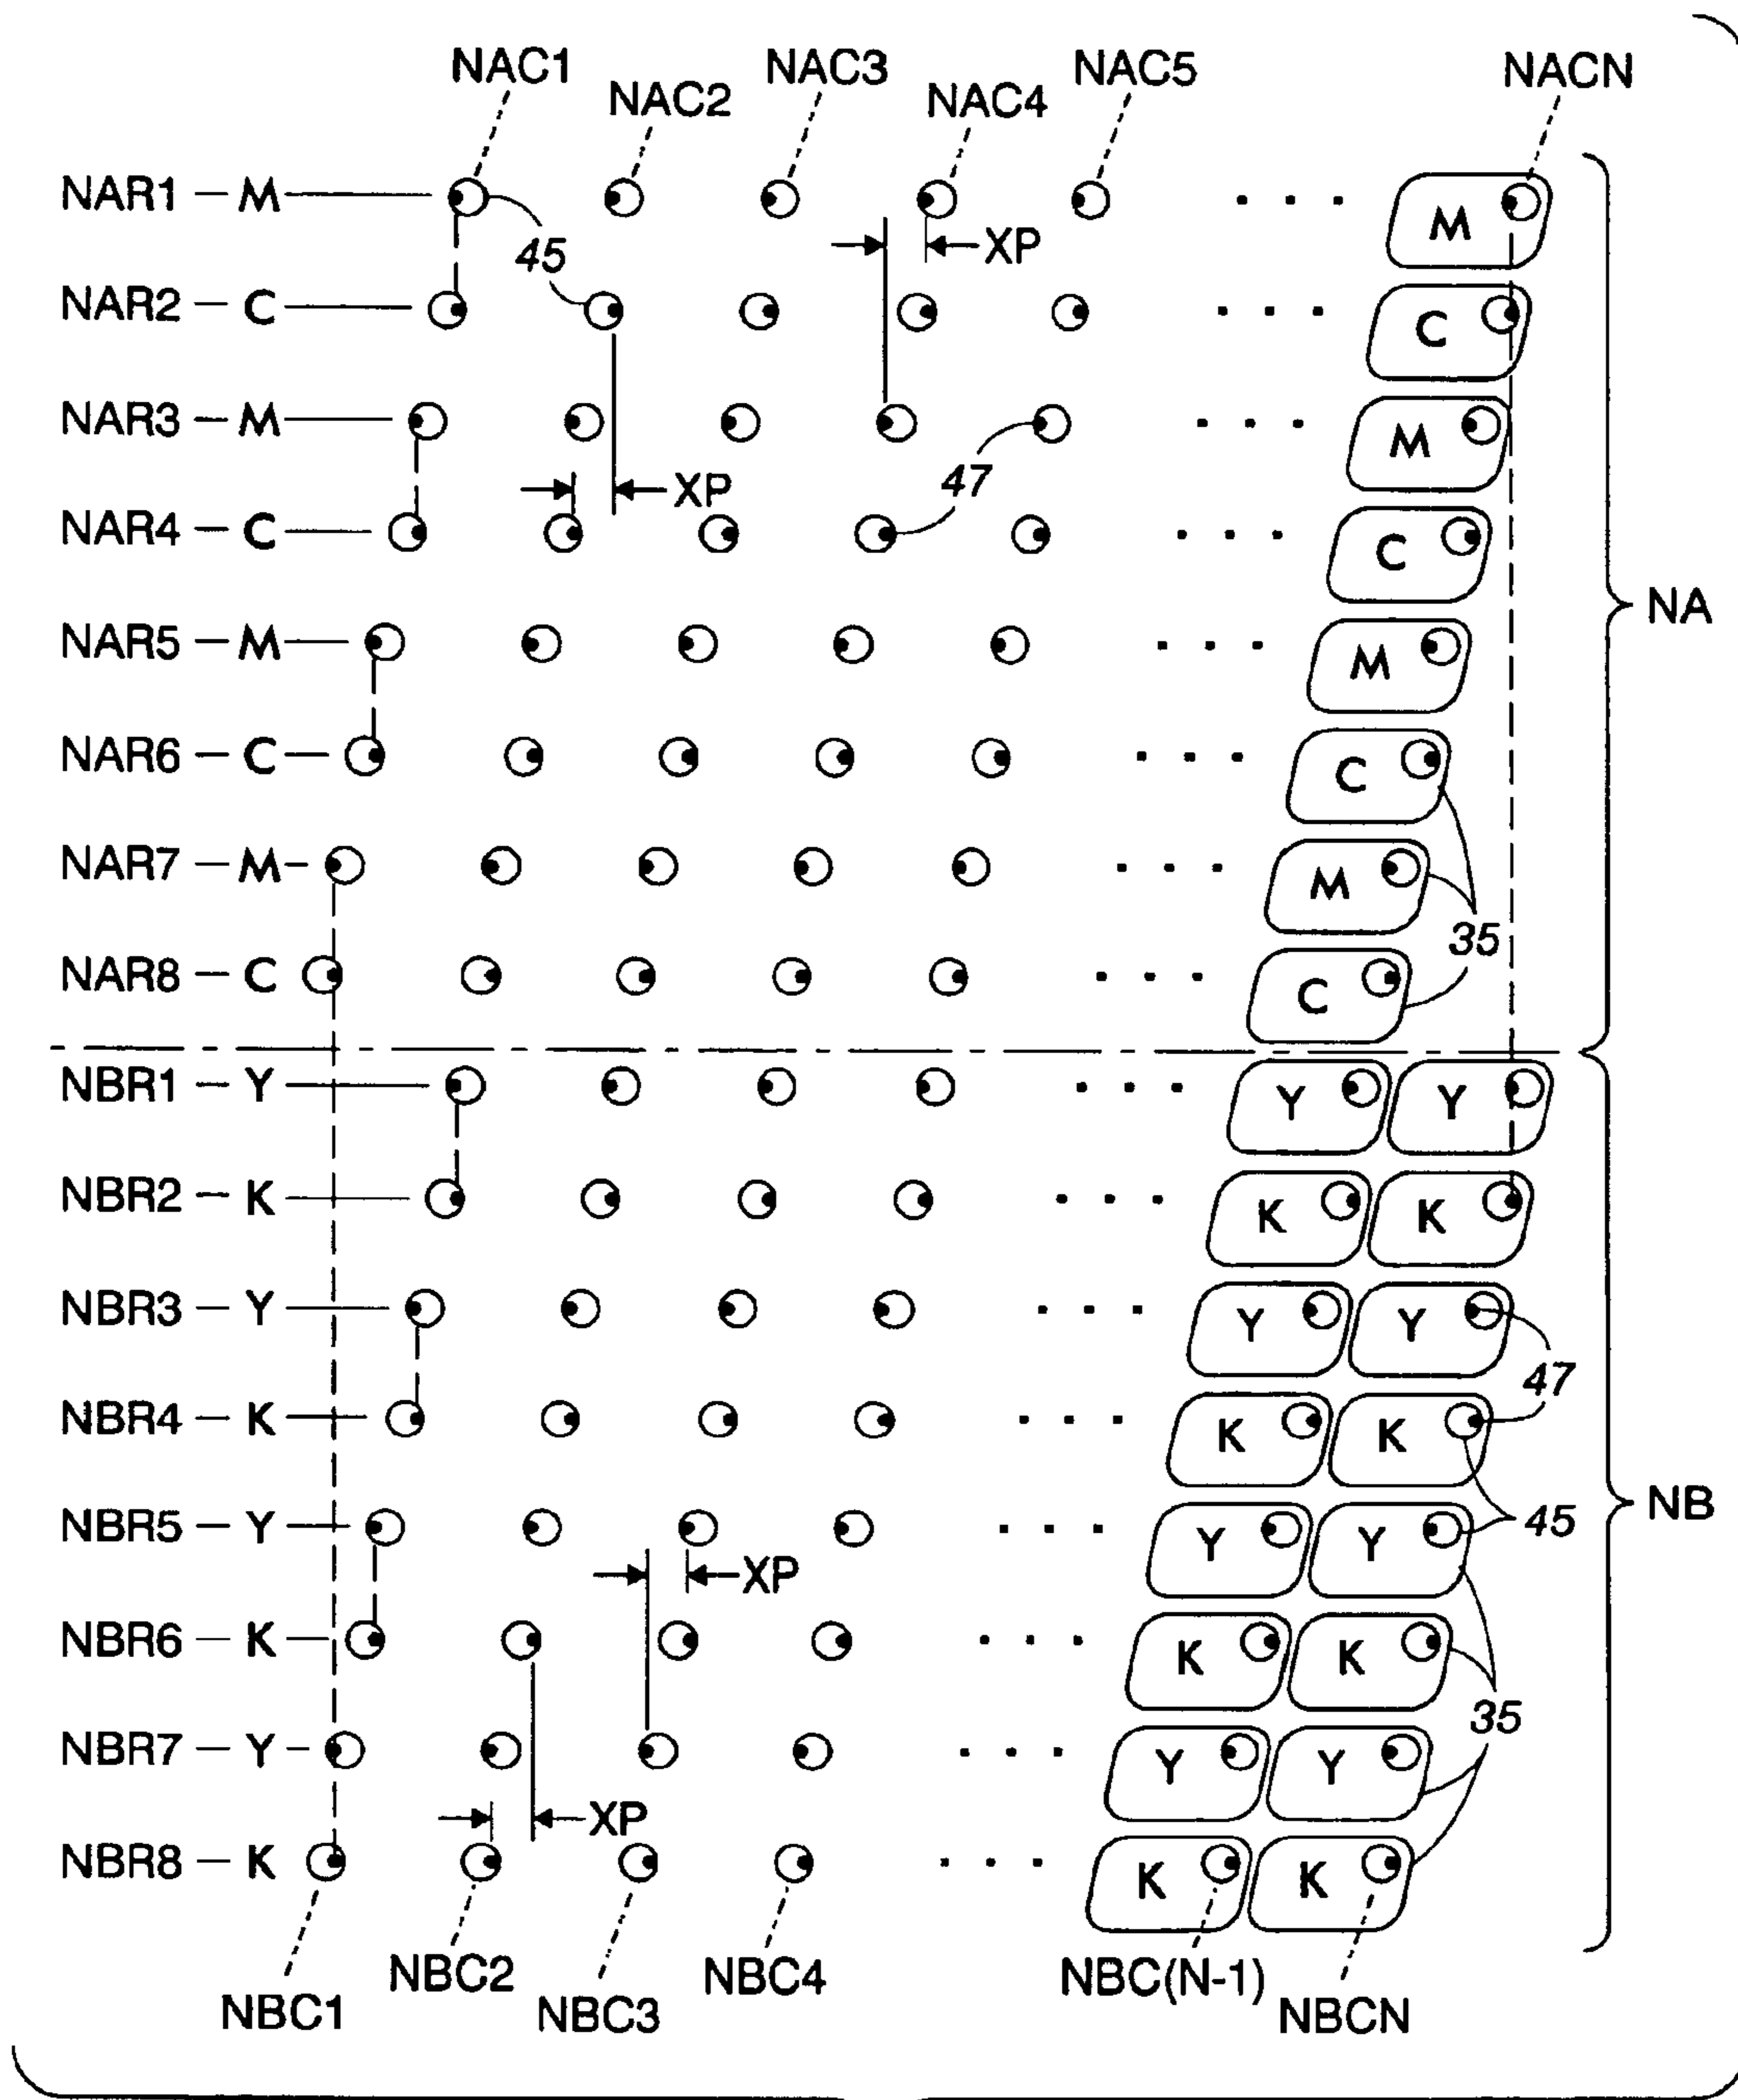 NAC1 NAC3 NAC5 NACN
NAC2 NAC4
NAR1 — M M
45 XP
NAR2 — C C
NAR3 — M M
XP 47
NAR4 — C C
NA
NAR5 — M M
NAR6 — C C
NAR7 — M M
35
NAR8 — C C
NBR1 — Y Y Y
NBR2 — K K K
NBR3 — Y Y Y
47
NBR4 — K K K
NB
NBR5 — Y Y Y 45
XP
NBR6 — K K K
35
NBR7 — Y Y Y
XP
NBR8 — K K K
NBC2 NBC4 NBC(N-1)
NBC1 NBC3 NBCN